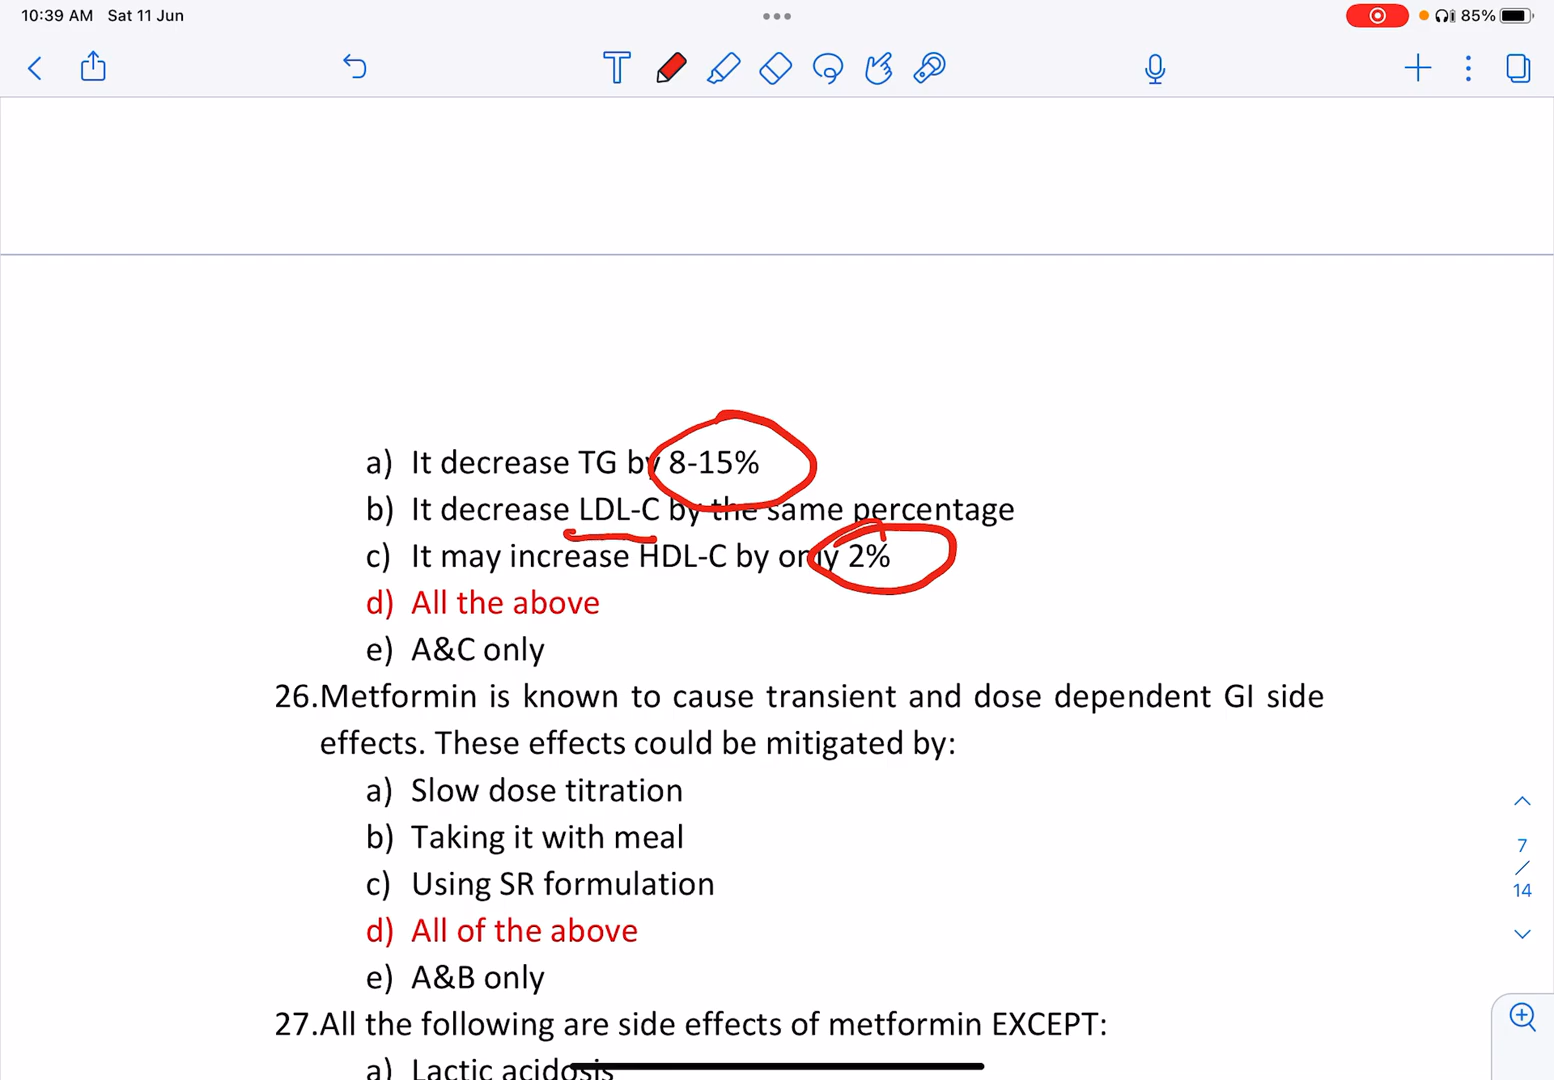 10:39 AM Sat 11 Jun
85%
T
a) It decrease TG by 8-15%
b) It decrease LDL-C by the same percentage
c) It may increase HDL-C by only 2%
d) All the above
e) A&C only
26.Metformin is known to cause transient and dose dependent GI side
effects. These effects could be mitigated by:
a) Slow dose titration
b) Taking it with meal
c) Using SR formulation
d) All of the above
e) A&B only
27.All the following are side effects of metformin EXCEPT:
a) Lactic acidosis
7
/
14